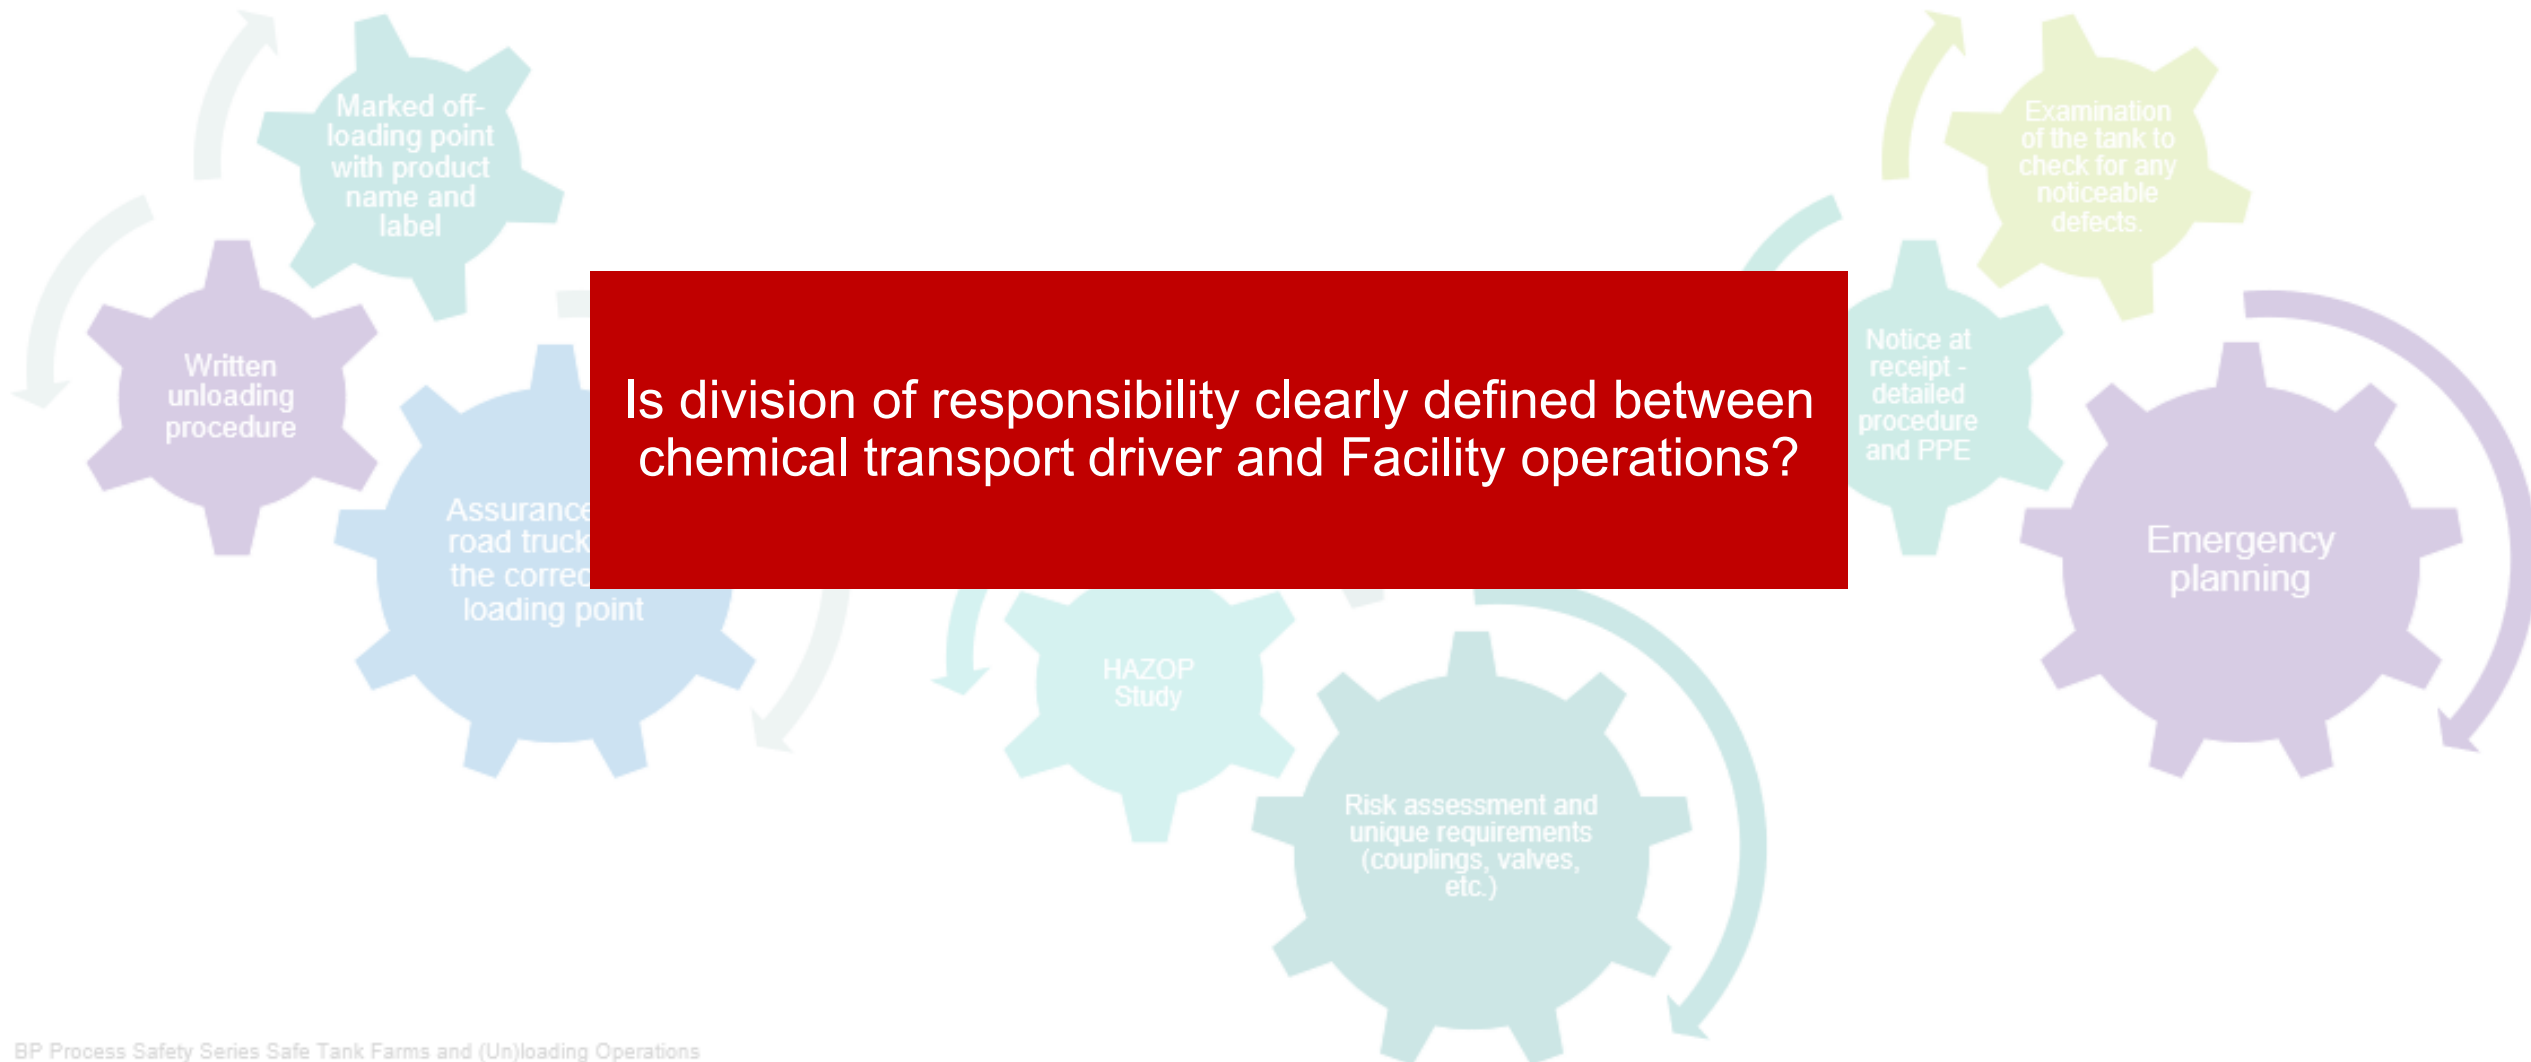 Marked off-
loading point
with product
name and
label
Written
unloading
procedure
Assurance
road truck
the correc
loading point
Is division of responsibility clearly defined between
chemical transport driver and Facility operations?
HAZOP
Study
Risk assessment and
unique requirements
(couplings, valves,
etc.)
Examination
of the tank to
check for any
noticeable
defects.
Notice at
receipt -
detailed
procedure
and PPE
Emergency
planning
BP Process Safety Series Safe Tank Farms and (Un)loading Operations